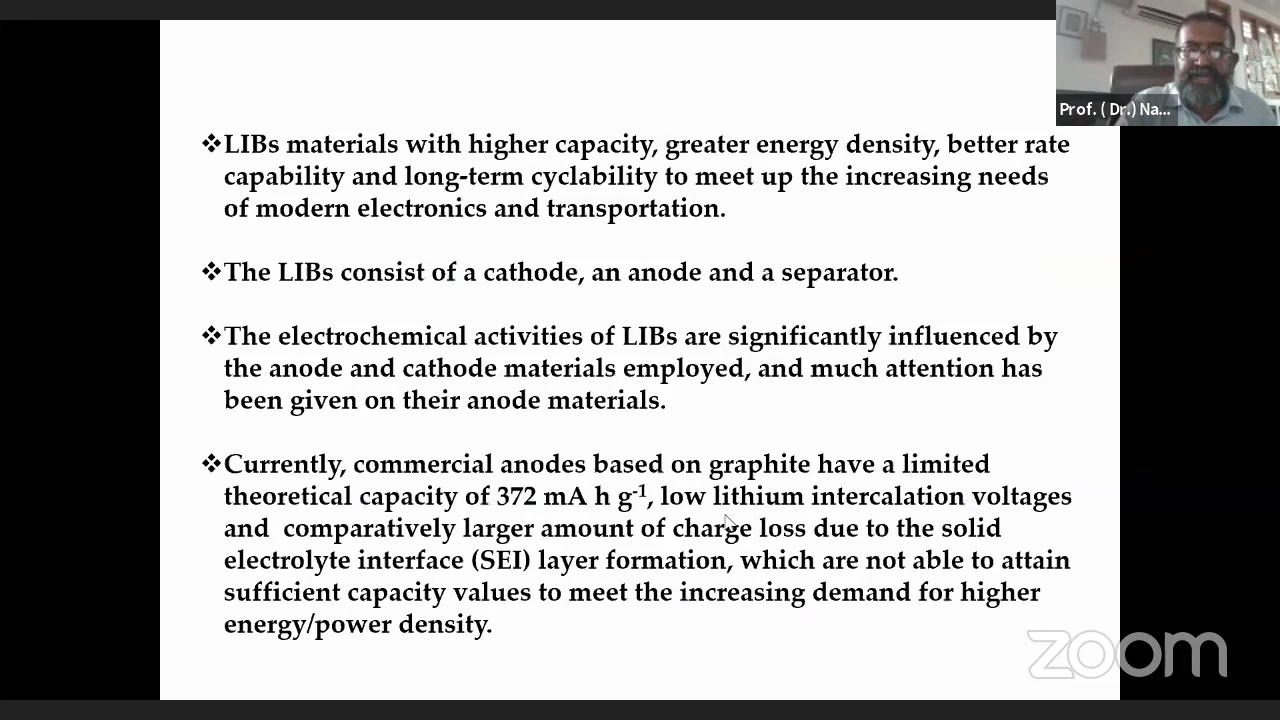 Prof. ( Dr.) Na...
❖LIBs materials with higher capacity, greater energy density, better rate
capability and long-term cyclability to meet up the increasing needs
of modern electronics and transportation.
❖The LIBs consist of a cathode, an anode and a separator.
❖The electrochemical activities of LIBs are significantly influenced by
the anode and cathode materials employed, and much attention has
been given on their anode materials.
❖Currently, commercial anodes based on graphite have a limited
theoretical capacity of 372 mA h g⁻¹, low lithium intercalation voltages
and comparatively larger amount of charge loss due to the solid
electrolyte interface (SEI) layer formation, which are not able to attain
sufficient capacity values to meet the increasing demand for higher
energy/power density.
zoom